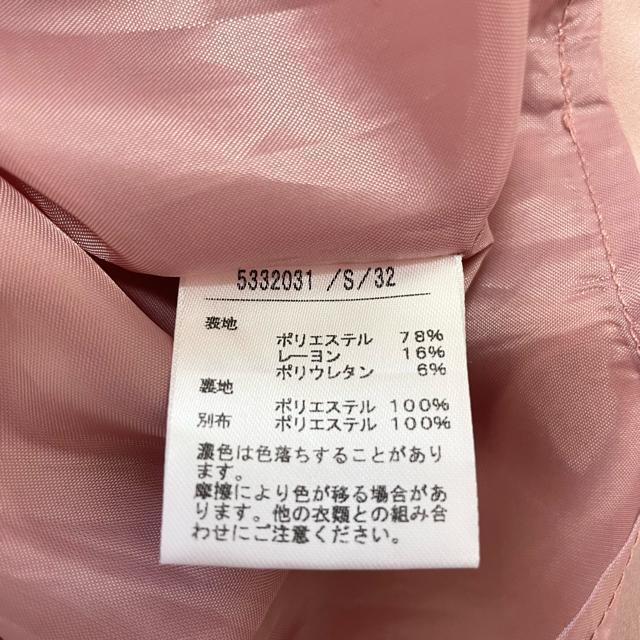 5332031 /S/32
表地
ポリエステル 78%
レーヨン 16%
ポリウレタン 6%
裏地
ポリエステル 100%
別布 ポリエステル 100%
濃色は色落ちすることがあり
ます。
摩擦により色が移る場合があ
ります。他の衣類との組み合
わせにご注意ください。